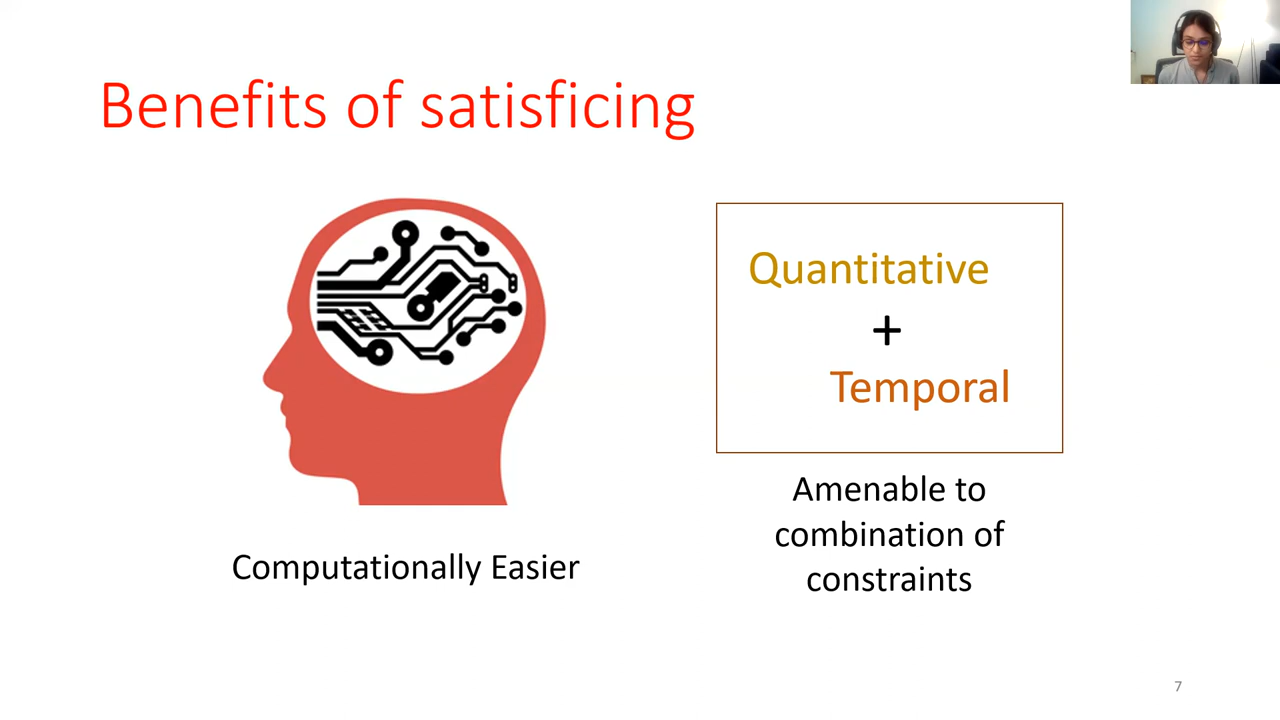 Benefits of satisficing
Quantitative
+
Temporal
Computationally Easier
Amenable to
combination of
constraints
7